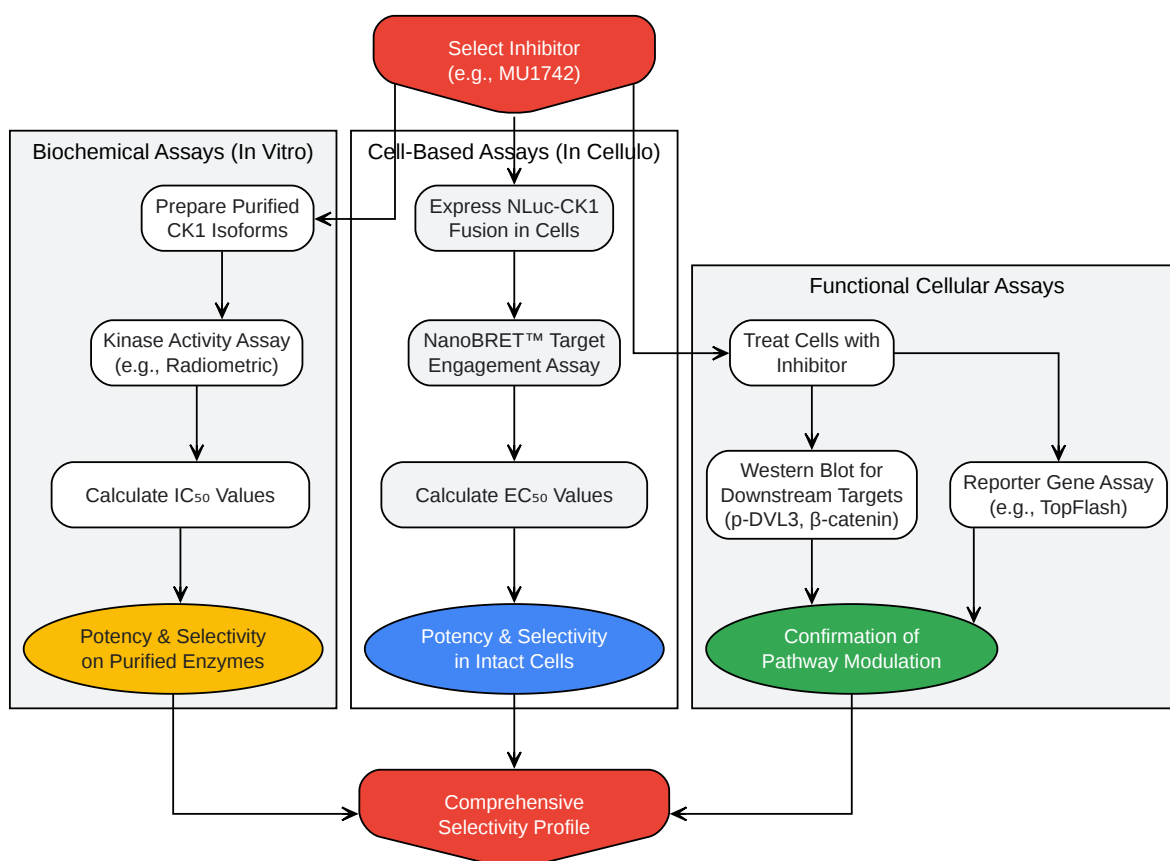 Select Inhibitor
(e.g., MU1742)
Biochemical Assays (In Vitro)
Prepare Purified
CK1 Isoforms
Kinase Activity Assay
(e.g., Radiometric)
Calculate IC₅₀ Values
Potency & Selectivity
on Purified Enzymes
Cell-Based Assays (In Cellulo)
Express NLuc-CK1
Fusion in Cells
NanoBRET™ Target
Engagement Assay
Calculate EC₅₀ Values
Potency & Selectivity
in Intact Cells
Functional Cellular Assays
Treat Cells with
Inhibitor
Western Blot for
Downstream Targets
(p-DVL3, β-catenin)
Reporter Gene Assay
(e.g., TopFlash)
Confirmation of
Pathway Modulation
Comprehensive
Selectivity Profile